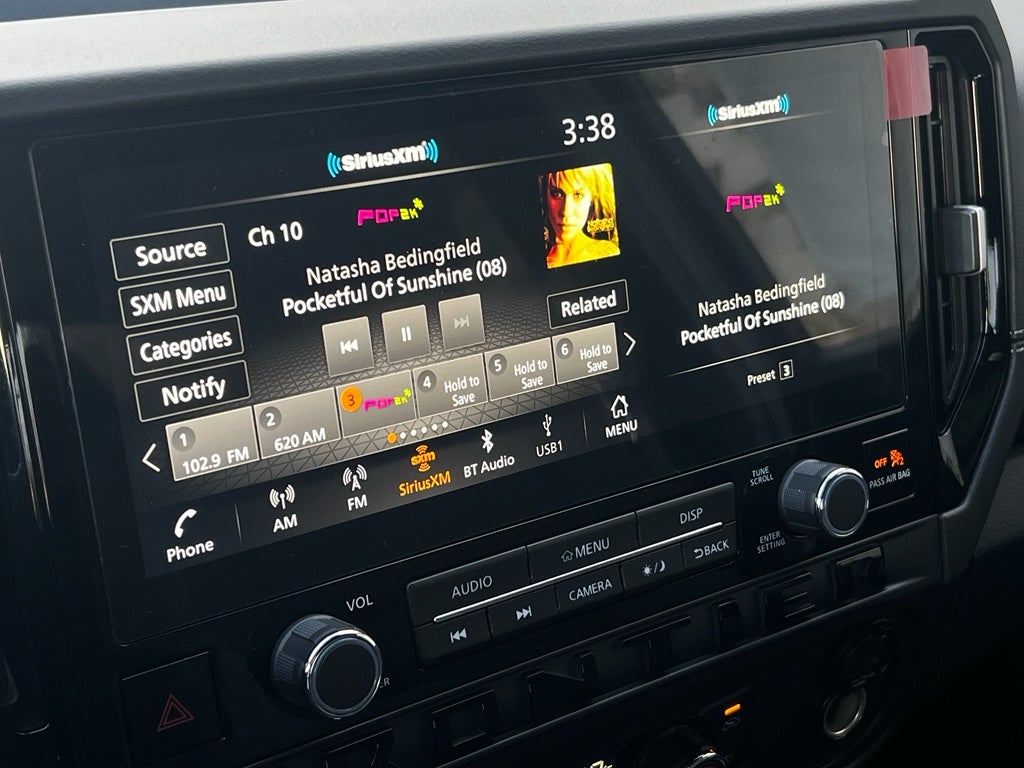 SiriusXM
3:38
SiriusXM
Source
Ch 10
POP2K
POP2K
SXM Menu
Natasha Bedingfield
Pocketful Of Sunshine (08)
Natasha Bedingfield
Pocketful Of Sunshine (08)
Categories
Related
Notify
1
102.9 FM
2
620 AM
3
POP2K
4
Hold to
Save
5
Hold to
Save
6
Hold to
Save
Preset 3
Phone
AM
FM
sxm
SiriusXM
BT Audio
USB1
MENU
VOL
AUDIO
MENU
DISP
CAMERA
BACK
TUNE
SCROLL
ENTER
SETTING
OFF
2
PASS AIR BAG